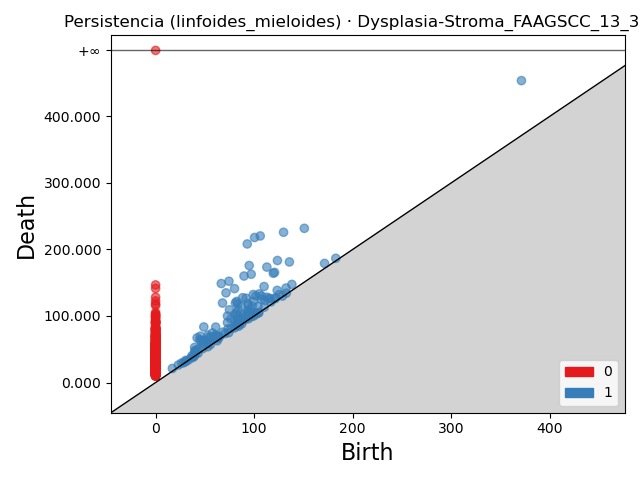 Persistencia (linfoides_mieloides) · Dysplasia-Stroma_FAAGSCC_13_3
+∞
400.000
300.000
200.000
100.000
0.000
Death
0
1
0 100 200 300 400
Birth